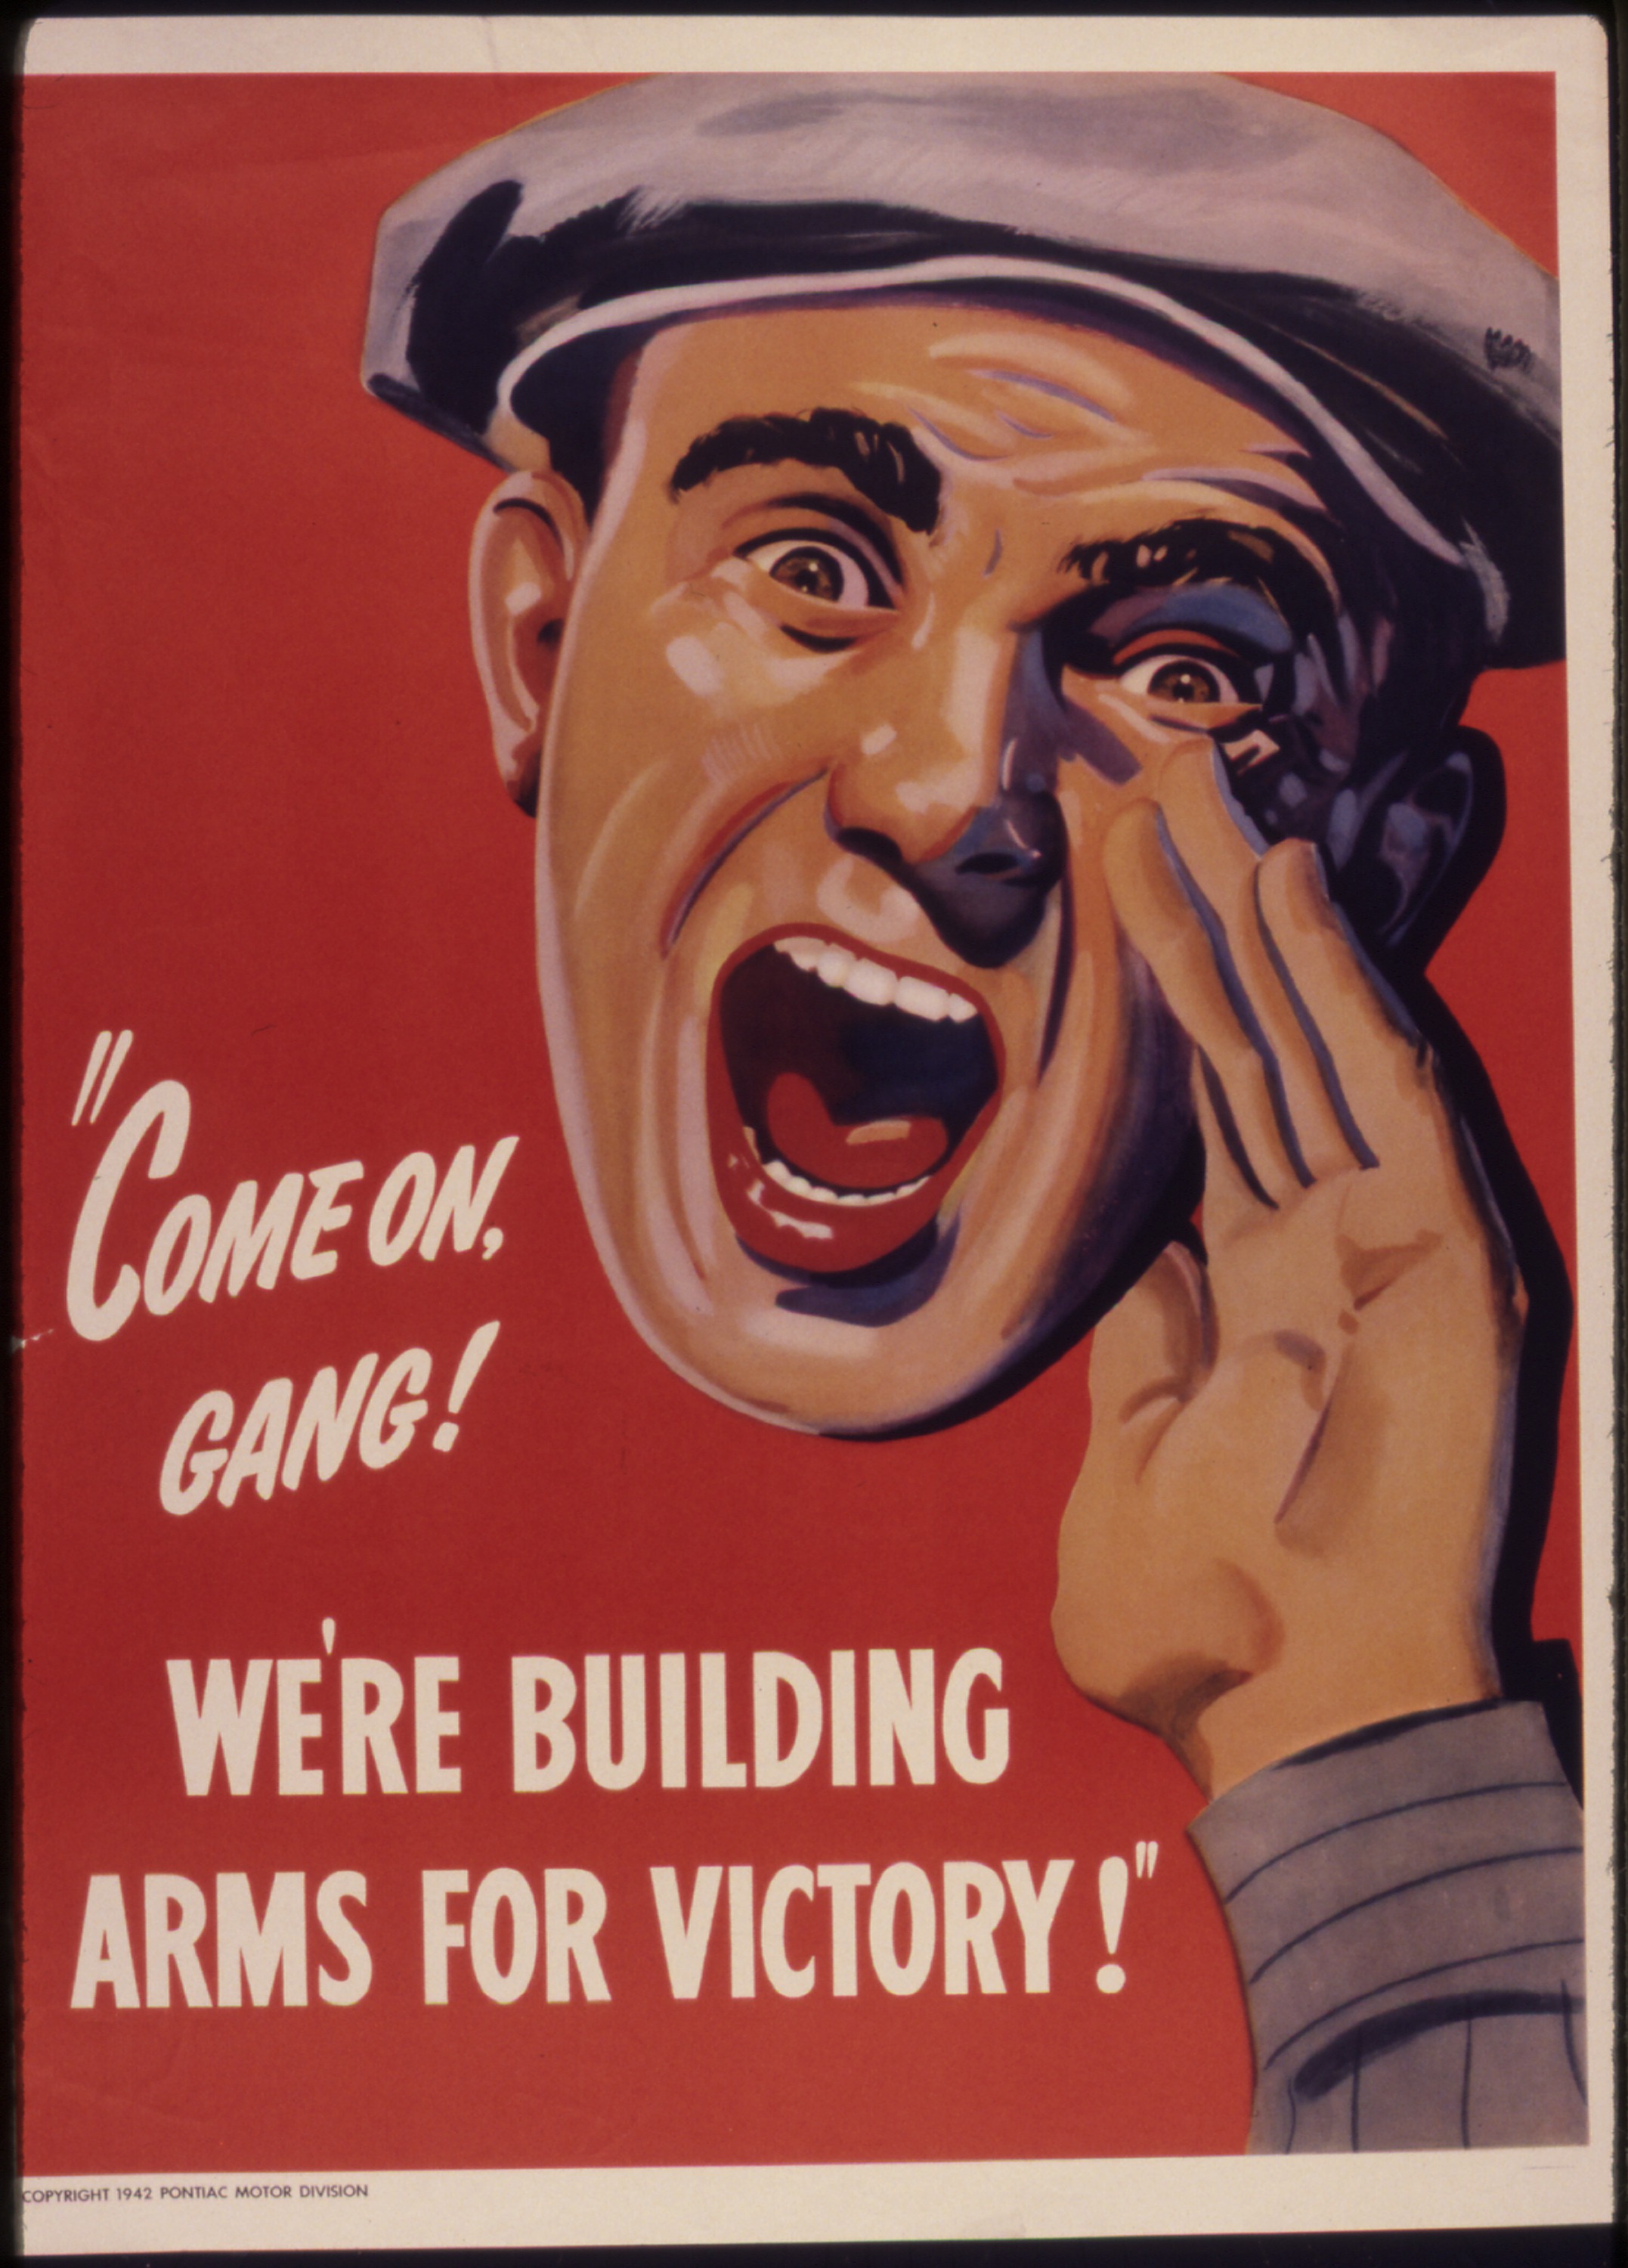 "COME ON,
GANG!
WE'RE BUILDING
ARMS FOR VICTORY!"
COPYRIGHT 1942 PONTIAC MOTOR DIVISION